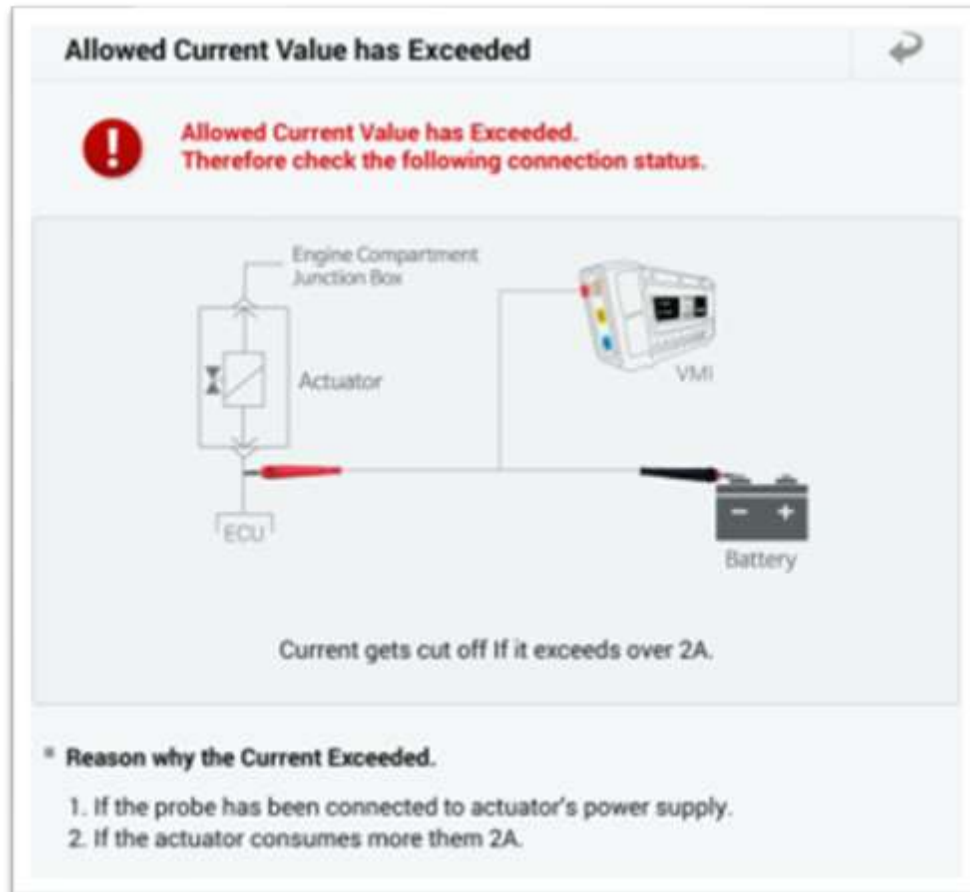 Allowed Current Value has Exceeded
Allowed Current Value has Exceeded.
Therefore check the following connection status.
Engine Compartment
Junction Box
Actuator
VMI
ECU
- +
Battery
Current gets cut off If it exceeds over 2A.
* Reason why the Current Exceeded.
1. If the probe has been connected to actuator's power supply.
2. If the actuator consumes more them 2A.